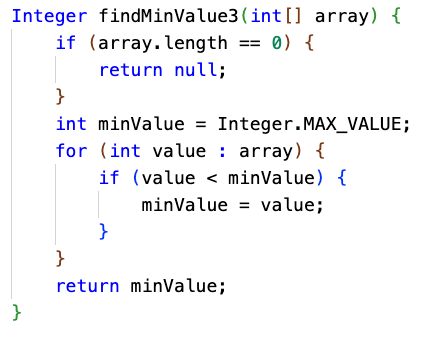 Integer findMinValue3(int[] array) {
    if (array.length == 0) {
        return null;
    }
    int minValue = Integer.MAX_VALUE;
    for (int value : array) {
        if (value < minValue) {
            minValue = value;
        }
    }
    return minValue;
}